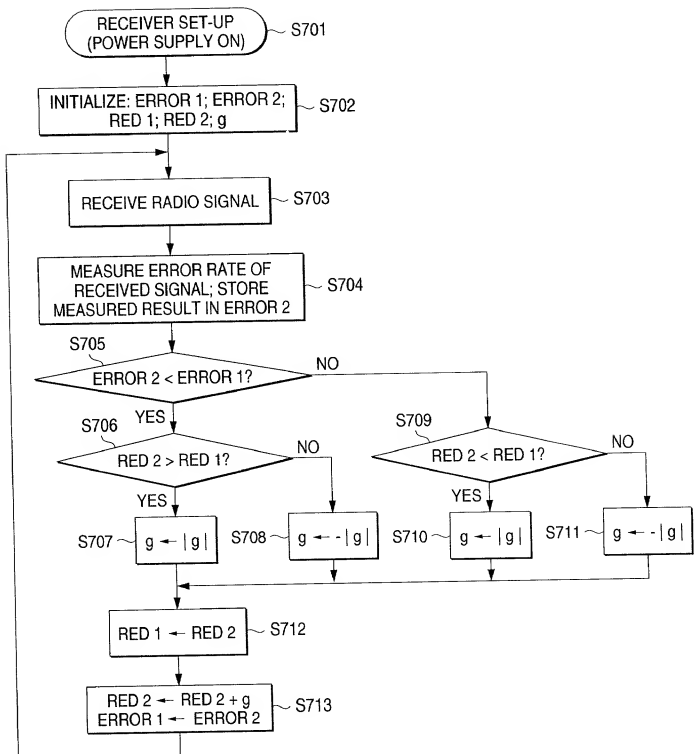 RECEIVER SET-UP
(POWER SUPPLY ON)
S701
INITIALIZE: ERROR 1; ERROR 2;
RED 1; RED 2; g
S702
RECEIVE RADIO SIGNAL
S703
MEASURE ERROR RATE OF
RECEIVED SIGNAL; STORE
MEASURED RESULT IN ERROR 2
S704
S705
ERROR 2 < ERROR 1?
NO
YES
S706
RED 2 > RED 1?
NO
YES
S709
RED 2 < RED 1?
NO
YES
S707
g ← |g|
S708
g ← -|g|
S710
g ← |g|
S711
g ← -|g|
RED 1 ← RED 2
S712
RED 2 ← RED 2 + g
ERROR 1 ← ERROR 2
S713